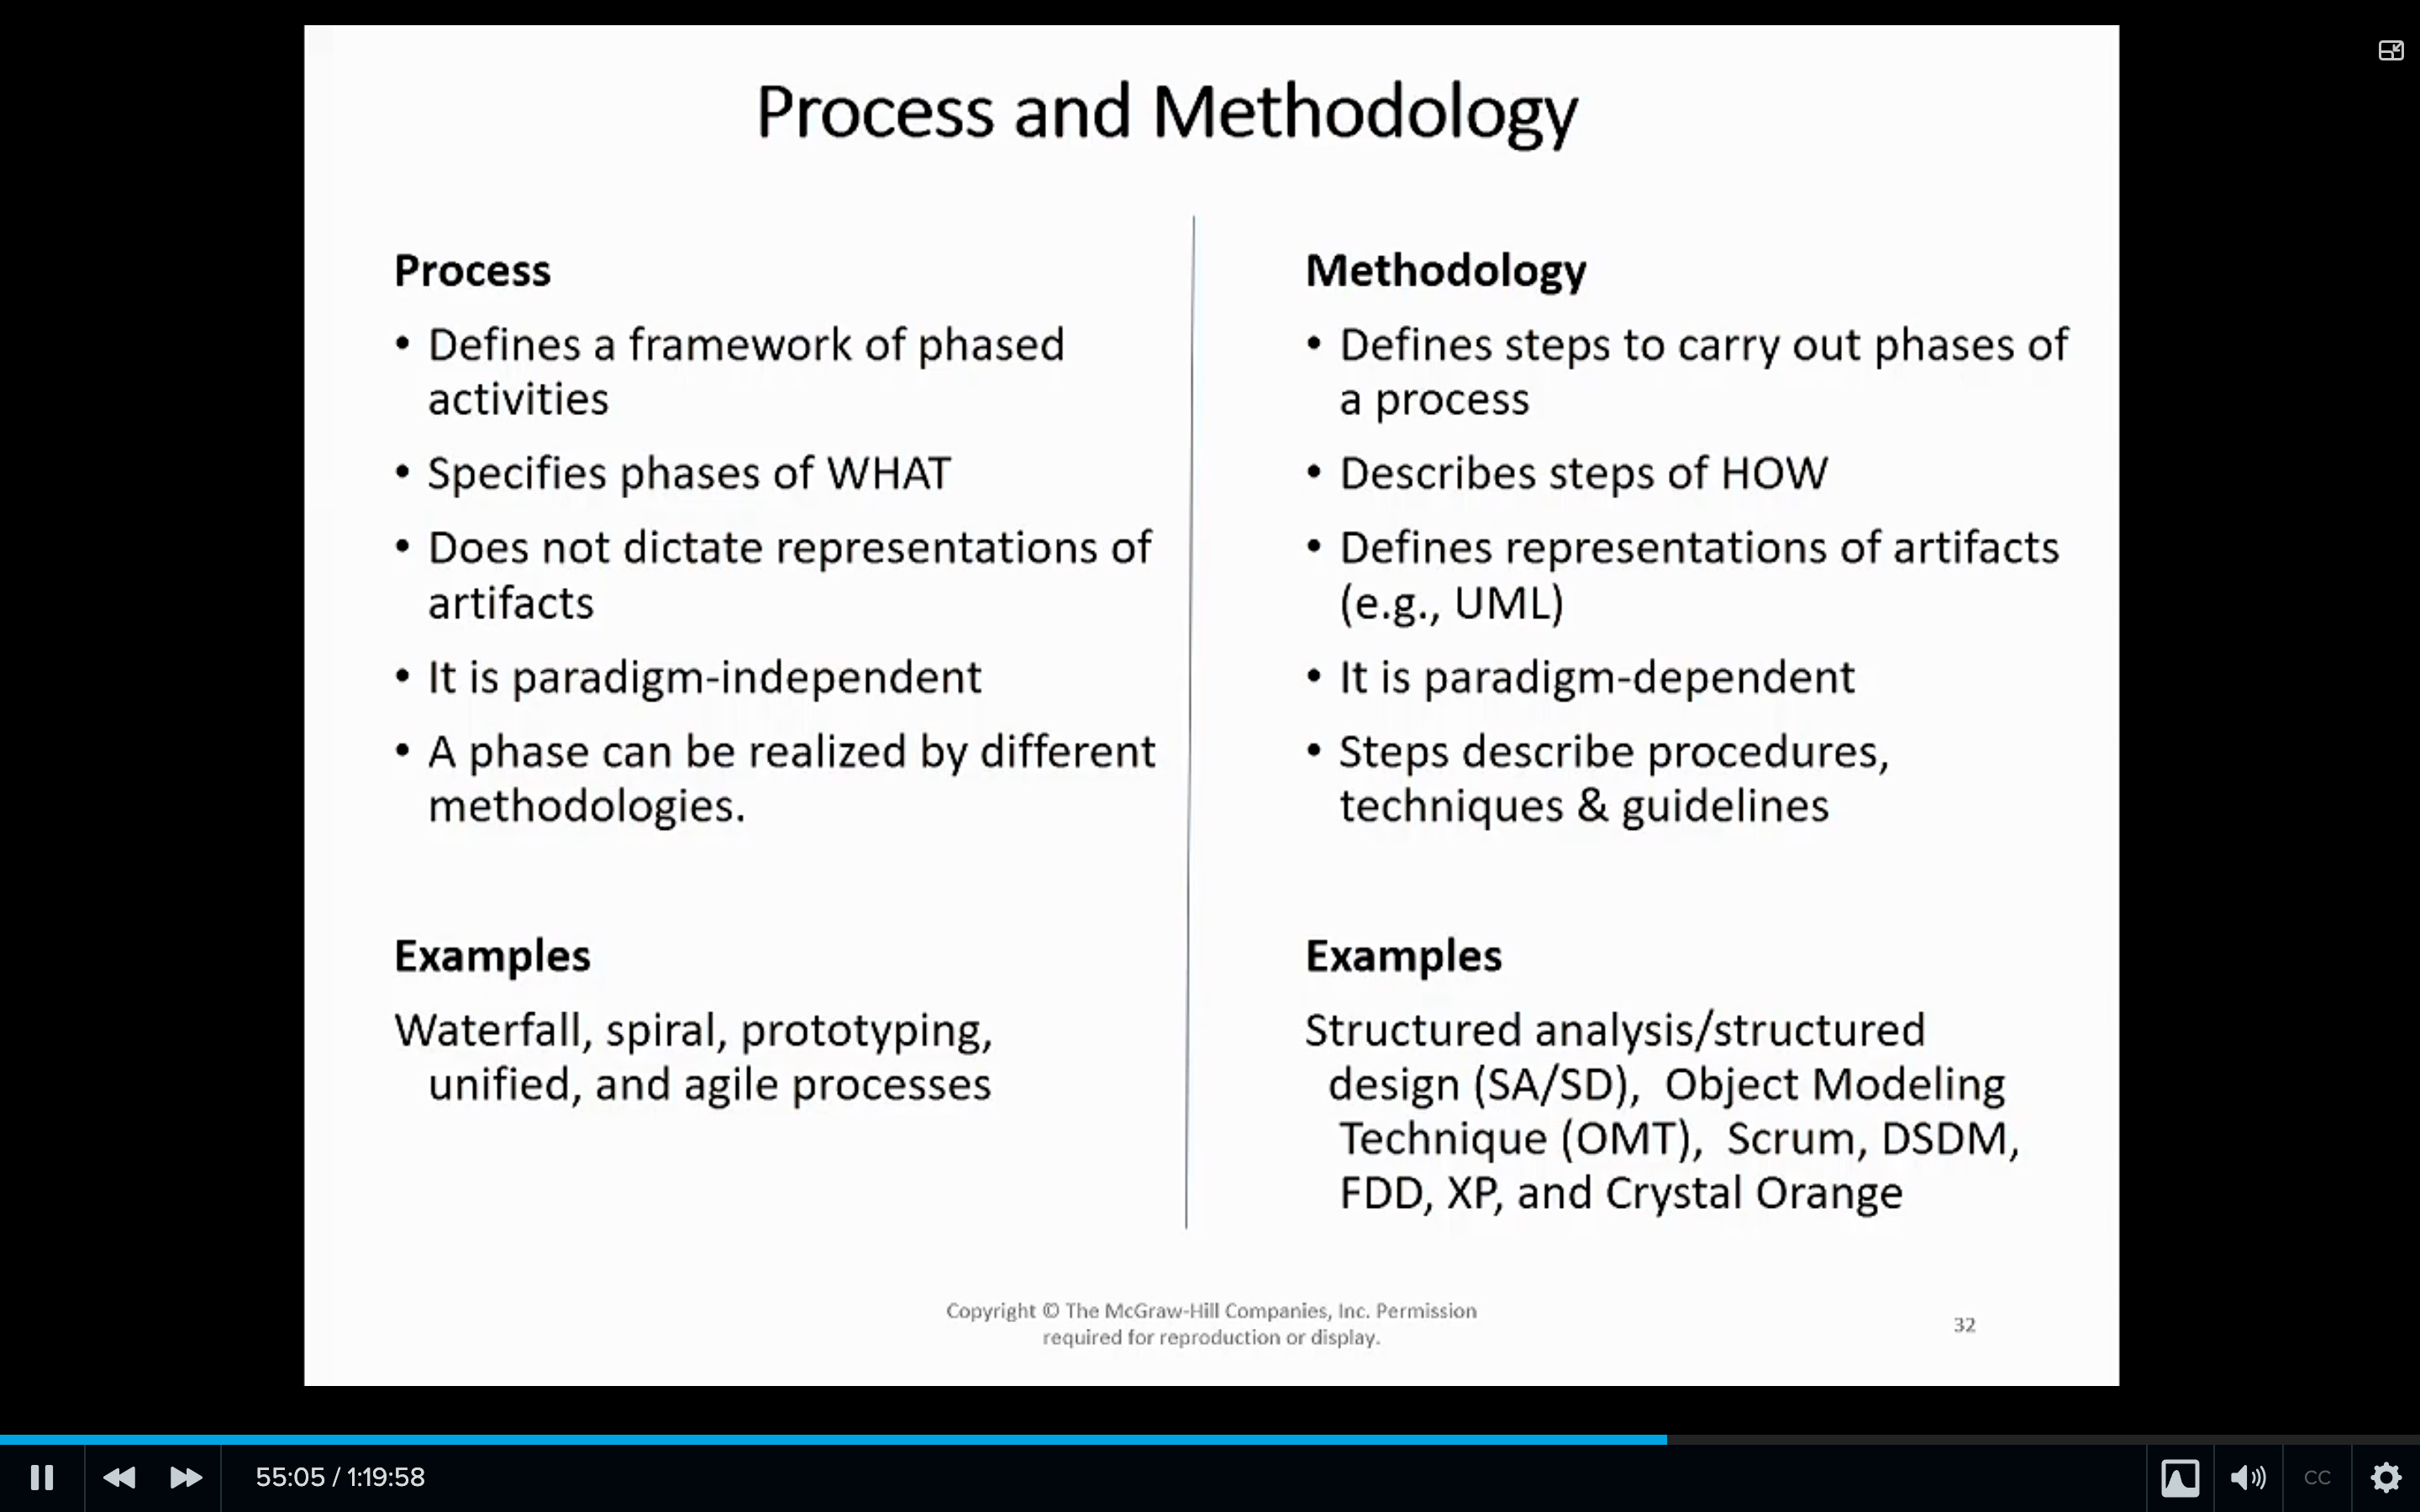 Process and Methodology
Process
• Defines a framework of phased
activities
• Specifies phases of WHAT
• Does not dictate representations of
artifacts
• It is paradigm-independent
• A phase can be realized by different
methodologies.
Examples
Waterfall, spiral, prototyping,
unified, and agile processes
Methodology
• Defines steps to carry out phases of
a process
• Describes steps of HOW
• Defines representations of artifacts
(e.g., UML)
• It is paradigm-dependent
• Steps describe procedures,
techniques & guidelines
Examples
Structured analysis/structured
design (SA/SD),  Object Modeling
Technique (OMT),  Scrum, DSDM,
FDD, XP, and Crystal Orange
Copyright © The McGraw-Hill Companies, Inc. Permission
required for reproduction or display.
32
55:05 / 1:19:58
CC